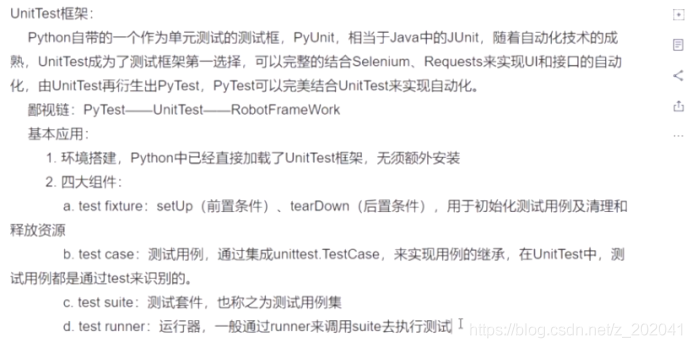 UnitTest框架：
Python自带的一个作为单元测试的测试框，PyUnit，相当于Java中的JUnit，随着自动化技术的成
熟，UnitTest成为了测试框架第一选择，可以完整的结合Selenium、Requests来实现UI和接口的自动
化，由UnitTest再衍生出PyTest，PyTest可以完美结合UnitTest来实现自动化。
鄙视链：PyTest——UnitTest——RobotFrameWork
基本应用：
1. 环境搭建，Python中已经直接加载了UnitTest框架，无须额外安装
2. 四大组件：
a. test fixture：setUp（前置条件）、tearDown（后置条件），用于初始化测试用例及清理和
释放资源
b. test case：测试用例，通过集成unittest.TestCase，来实现用例的继承，在UnitTest中，测
试用例都是通过test来识别的。
c. test suite：测试套件，也称之为测试用例集
d. test runner：运行器，一般通过runner来调用suite去执行测试
https://blog.csdn.net/z_202041